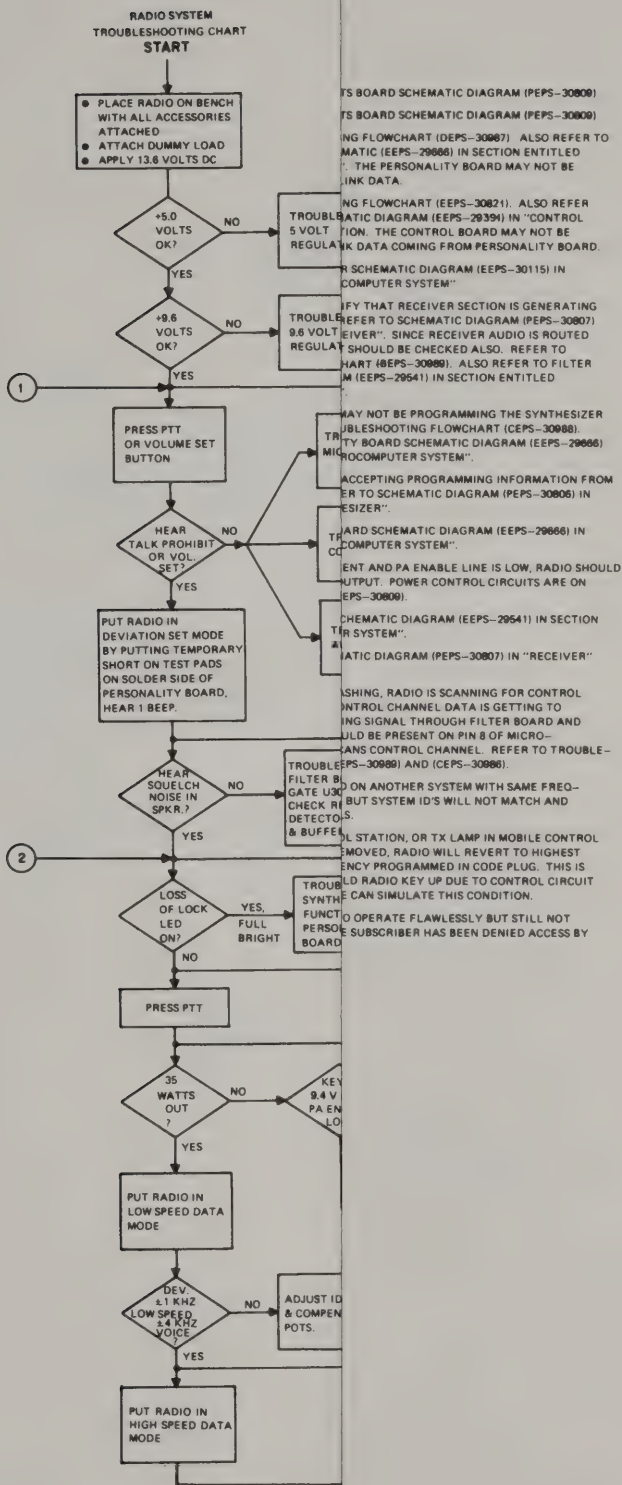 RADIO SYSTEM
TROUBLESHOOTING CHART
START
● PLACE RADIO ON BENCH
WITH ALL ACCESSORIES
ATTACHED
● ATTACH DUMMY LOAD
● APPLY 13.6 VOLTS DC
+5.0
VOLTS
OK?
NO
TROUBLE
5 VOLT
REGULAT
YES
+9.6
VOLTS
OK?
NO
TROUBLE
9.6 VOLT
REGULAT
YES
1
PRESS PTT
OR VOLUME SET
BUTTON
HEAR
TALK PROHIBIT
OR VOL.
SET?
NO
TR
MIC
TR
CO
YES
PUT RADIO IN
DEVIATION SET MODE
BY PUTTING TEMPORARY
SHORT ON TEST PADS
ON SOLDER SIDE OF
PERSONALITY BOARD,
HEAR 1 BEEP.
HEAR
SQUELCH
NOISE IN
SPKR.?
NO
TROUBLE
FILTER B
GATE U30
CHECK R
DETECTO
& BUFFE
YES
2
LOSS
OF LOCK
LED
ON?
YES,
FULL
BRIGHT
TROUB
SYNTH
FUNCT
PERSO
BOARD
NO
PRESS PTT
35
WATTS
OUT
?
NO
KEY
9.4 V
PA EN
LO
YES
PUT RADIO IN
LOW SPEED DATA
MODE
DEV.
±1 KHZ
LOW SPEED
±4 KHZ
VOICE
?
NO
ADJUST ID
& COMPEN
POTS.
YES
PUT RADIO IN
HIGH SPEED DATA
MODE
TS BOARD SCHEMATIC DIAGRAM (PEPS-30809)
TS BOARD SCHEMATIC DIAGRAM (PEPS-30809)
NG FLOWCHART (DEPS-30987) ALSO REFER TO
MATIC (EEPS-29666) IN SECTION ENTITLED
". THE PERSONALITY BOARD MAY NOT BE
LINK DATA.
NG FLOWCHART (EEPS-30821). ALSO REFER
MATIC DIAGRAM (EEPS-29394) IN "CONTROL
TION. THE CONTROL BOARD MAY NOT BE
NK DATA COMING FROM PERSONALITY BOARD.
R SCHEMATIC DIAGRAM (EEPS-30115) IN
COMPUTER SYSTEM"
IFY THAT RECEIVER SECTION IS GENERATING
REFER TO SCHEMATIC DIAGRAM (PEPS-30807)
EIVER". SINCE RECEIVER AUDIO IS ROUTED
SHOULD BE CHECKED ALSO. REFER TO
HART (BEPS-30989). ALSO REFER TO FILTER
M (EEPS-29541) IN SECTION ENTITLED
MAY NOT BE PROGRAMMING THE SYNTHESIZER
UBLESHOOTING FLOWCHART (CEPS-30988).
TY BOARD SCHEMATIC DIAGRAM (EEPS-29666)
ROCOMPUTER SYSTEM".
ACCEPTING PROGRAMMING INFORMATION FROM
ER TO SCHEMATIC DIAGRAM (PEPS-30806) IN
ESIZER".
ARD SCHEMATIC DIAGRAM (EEPS-29666) IN
COMPUTER SYSTEM".
ENT AND PA ENABLE LINE IS LOW, RADIO SHOULD
UTPUT. POWER CONTROL CIRCUITS ARE ON
EPS-30809).
CHEMATIC DIAGRAM (EEPS-29541) IN SECTION
R SYSTEM".
ATIC DIAGRAM (PEPS-30807) IN "RECEIVER"
ASHING, RADIO IS SCANNING FOR CONTROL
ONTROL CHANNEL DATA IS GETTING TO
ING SIGNAL THROUGH FILTER BOARD AND
ULD BE PRESENT ON PIN 8 OF MICRO-
ANS CONTROL CHANNEL. REFER TO TROUBLE-
EPS-30989) AND (CEPS-30986).
D ON ANOTHER SYSTEM WITH SAME FREQ-
BUT SYSTEM ID'S WILL NOT MATCH AND
S.
OL STATION, OR TX LAMP IN MOBILE CONTROL
EMOVED, RADIO WILL REVERT TO HIGHEST
ENCY PROGRAMMED IN CODE PLUG. THIS IS
LD RADIO KEY UP DUE TO CONTROL CIRCUIT
E CAN SIMULATE THIS CONDITION.
O OPERATE FLAWLESSLY BUT STILL NOT
E SUBSCRIBER HAS BEEN DENIED ACCESS BY